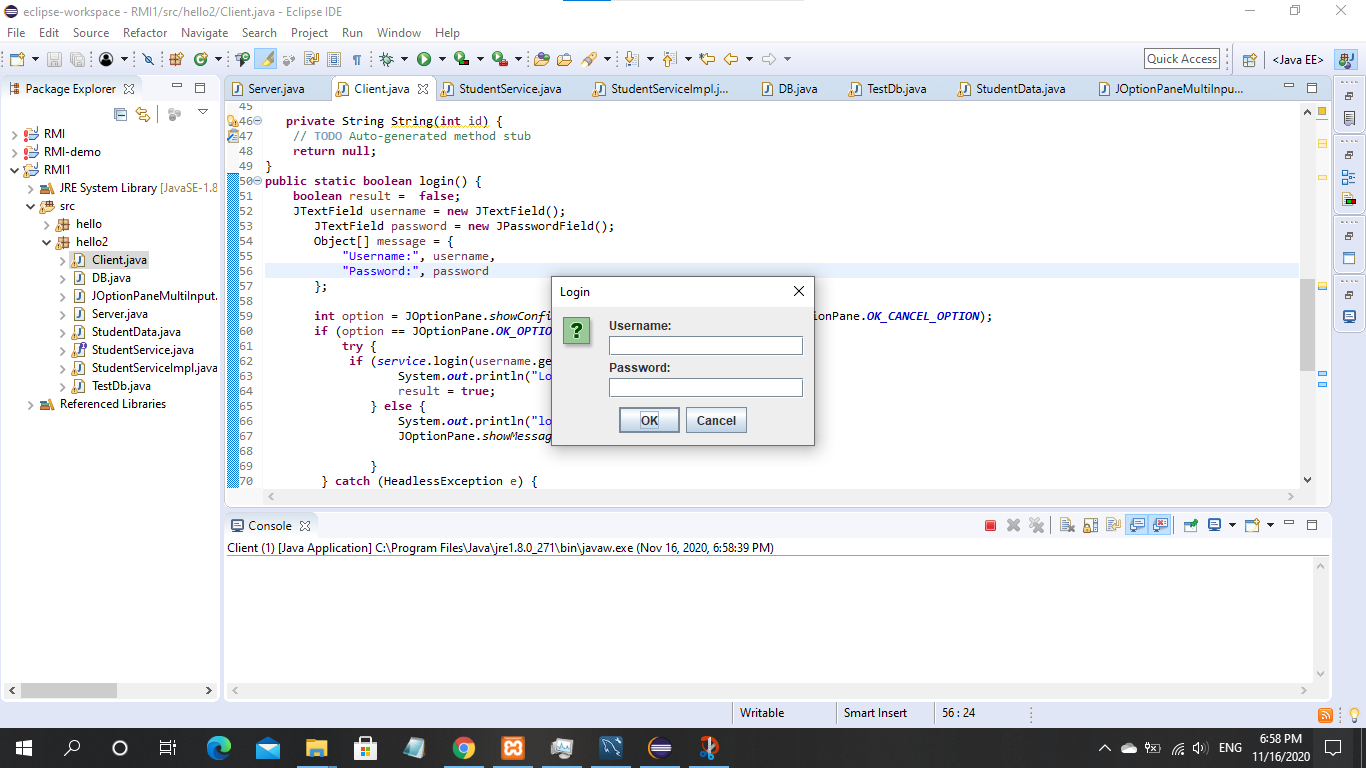 eclipse-workspace - RMI1/src/hello2/Client.java - Eclipse IDE
File Edit Source Refactor Navigate Search Project Run Window Help
Quick Access
<Java EE>
Package Explorer
RMI
RMI-demo
RMI1
JRE System Library [JavaSE-1.8
src
hello
hello2
Client.java
DB.java
JOptionPaneMultiInput.
Server.java
StudentData.java
StudentService.java
StudentServiceImpl.java
TestDb.java
Referenced Libraries
Server.java Client.java StudentService.java StudentServiceImpl.j... DB.java TestDb.java StudentData.java JOptionPaneMultiInpu...
45
46 private String String(int id) {
47 // TODO Auto-generated method stub
48 return null;
49 }
50 public static boolean login() {
51 boolean result = false;
52 JTextField username = new JTextField();
53 JTextField password = new JPasswordField();
54 Object[] message = {
55 "Username:", username,
56 "Password:", password
57 };
58
59 int option = JOptionPane.showConfi ionPane.OK_CANCEL_OPTION);
60 if (option == JOptionPane.OK_OPTIO
61 try {
62 if (service.login(username.ge
63 System.out.println("Lo
64 result = true;
65 } else {
66 System.out.println("lo
67 JOptionPane.showMessag
68
69 }
70 } catch (HeadlessException e) {
Login
Username:
Password:
OK Cancel
Console
Client (1) [Java Application] C:\Program Files\Java\jre1.8.0_271\bin\javaw.exe (Nov 16, 2020, 6:58:39 PM)
Writable Smart Insert 56 : 24
ENG
6:58 PM
11/16/2020